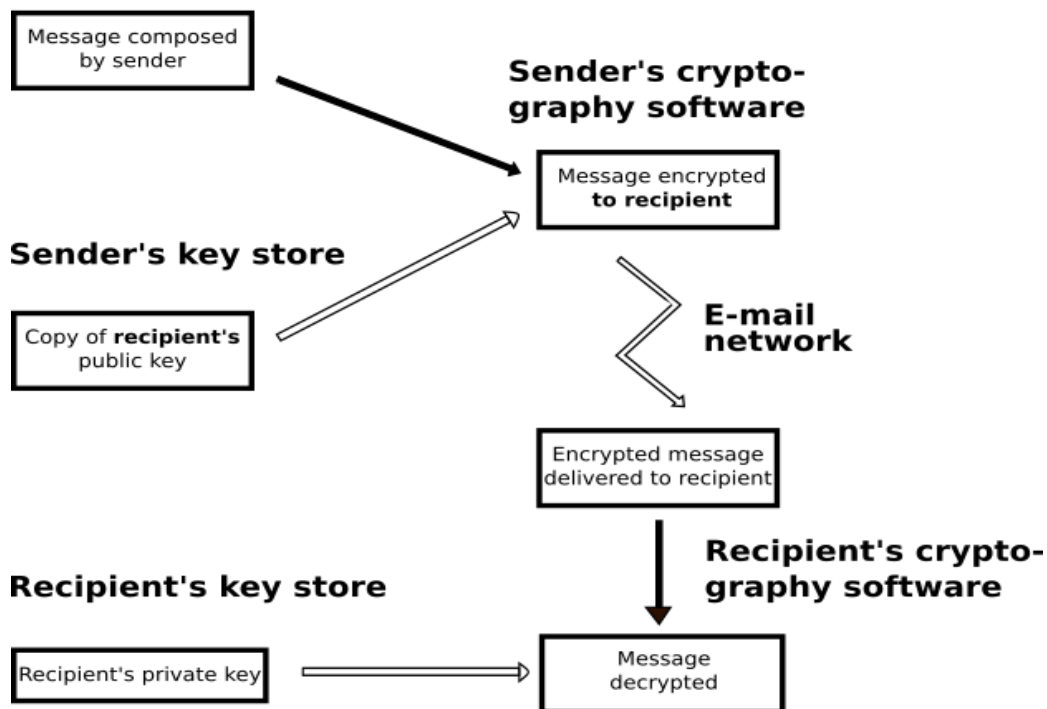 Message composed
by sender
Sender's crypto-
graphy software
Message encrypted
to recipient
Sender's key store
Copy of recipient's
public key
E-mail
network
Encrypted message
delivered to recipient
Recipient's crypto-
graphy software
Recipient's key store
Recipient's private key
Message
decrypted